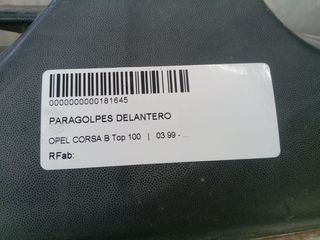 0000000000181645
PARAGOLPES DELANTERO
OPEL CORSA B Top 100 | 03.99 - ...
RFab: